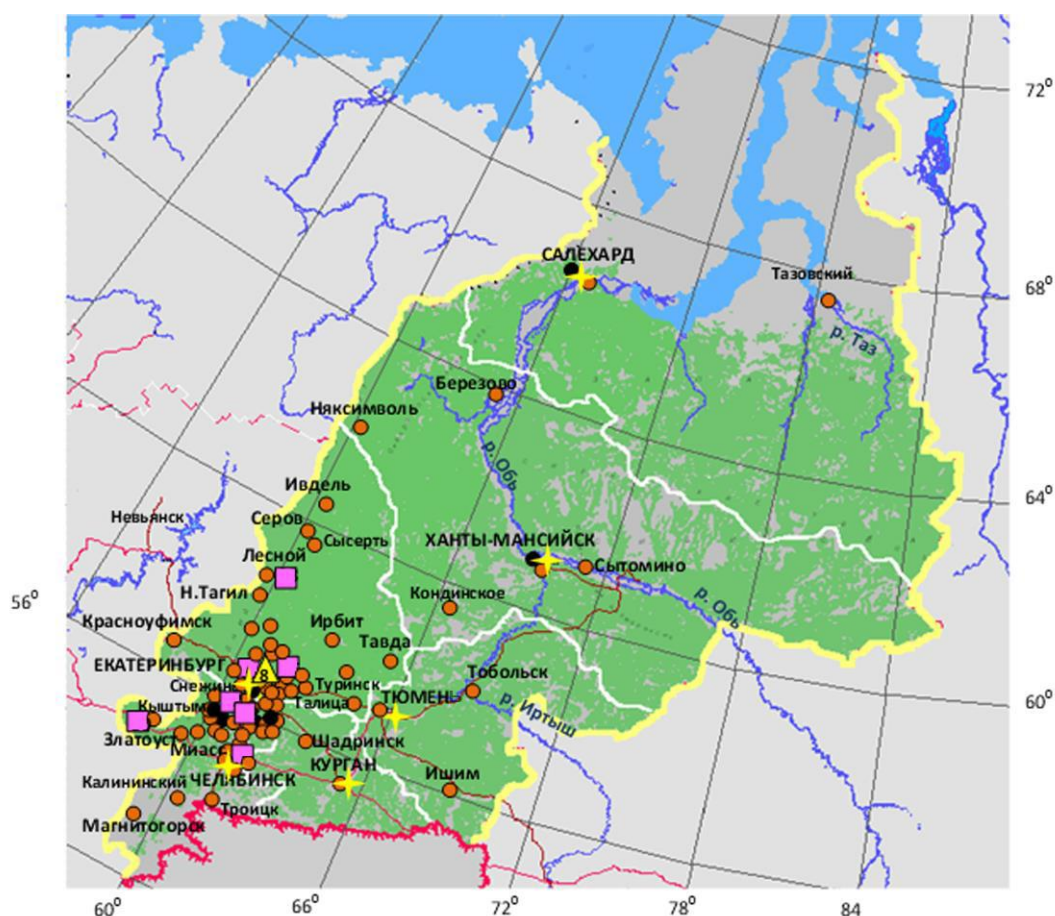 72°
САЛЕХАРД
Тазовский
68°
р. Таз
Березово
Няксимволь
р. Обь
64°
Ивдель
Невьянск
Серов
Сысерть
ХАНТЫ-МАНСИЙСК
Лесной
Сытомино
56°
Н.Тагил
Кондинское
р. Обь
Красноуфимск
Ирбит
Тавда
ЕКАТЕРИНБУРГ
8
Тобольск
Снежин
Туринск
60°
Кыштым
Талица
ТЮМЕНЬ
р. Иртыш
Златоуст
Миасс
Шадринск
КУРГАН
Ишим
Калининский
ЧЕЛЯБИНСК
Троицк
Магнитогорск
60°
66°
72°
78°
84